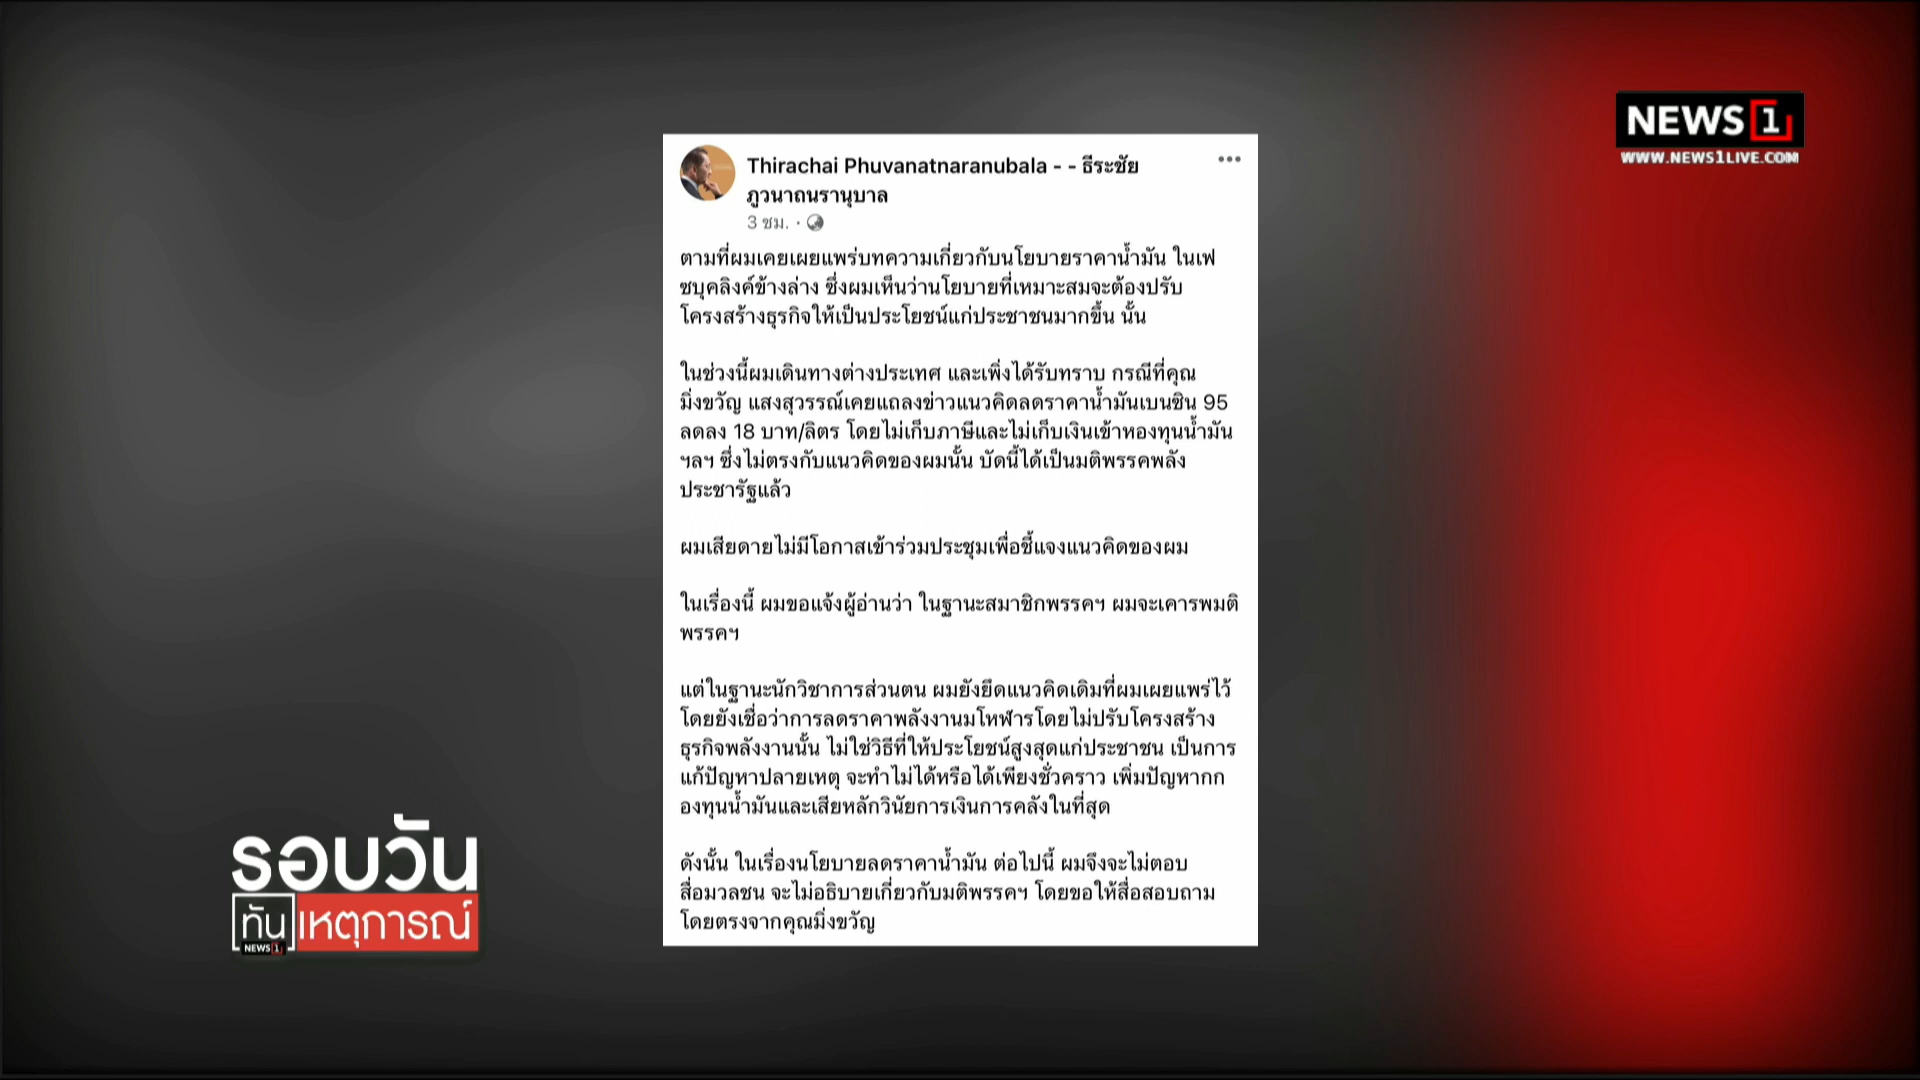 NEWS 1
WWW.NEWS1LIVE.COM
Thirachai Phuvanatnaranubala - - ธีระชัย
ภูวนาถนรานุบาล
3 ชม. ·
ตามที่ผมเคยเผยแพร่บทความเกี่ยวกับนโยบายราคาน้ำมัน ในเฟ
ซบุคลิงค์ข้างล่าง ซึ่งผมเห็นว่านโยบายที่เหมาะสมจะต้องปรับ
โครงสร้างธุรกิจให้เป็นประโยชน์แก่ประชาชนมากขึ้น นั้น
ในช่วงนี้ผมเดินทางต่างประเทศ และเพิ่งได้รับทราบ กรณีที่คุณ
มิ่งขวัญ แสงสุวรรณ์เคยแถลงข่าวแนวคิดลดราคาน้ำมันเบนซิน 95
ลดลง 18 บาท/ลิตร โดยไม่เก็บภาษีและไม่เก็บเงินเข้าหองทุนน้ำมัน
ฯลฯ ซึ่งไม่ตรงกับแนวคิดของผมนั้น บัดนี้ได้เป็นมติพรรคพลัง
ประชารัฐแล้ว
ผมเสียดายไม่มีโอกาสเข้าร่วมประชุมเพื่อชี้แจงแนวคิดของผม
ในเรื่องนี้ ผมขอแจ้งผู้อ่านว่า ในฐานะสมาชิกพรรคฯ ผมจะเคารพมติ
พรรคฯ
แต่ในฐานะนักวิชาการส่วนตน ผมยังยึดแนวคิดเดิมที่ผมเผยแพร่ไว้
โดยยังเชื่อว่าการลดราคาพลังงานมโหฬารโดยไม่ปรับโครงสร้าง
ธุรกิจพลังงานนั้น ไม่ใช่วิธีที่ให้ประโยชน์สูงสุดแก่ประชาชน เป็นการ
แก้ปัญหาปลายเหตุ จะทำไม่ได้หรือได้เพียงชั่วคราว เพิ่มปัญหากก
องทุนน้ำมันและเสียหลักวินัยการเงินการคลังในที่สุด
ดังนั้น ในเรื่องนโยบายลดราคาน้ำมัน ต่อไปนี้ ผมจึงจะไม่ตอบ
สื่อมวลชน จะไม่อธิบายเกี่ยวกับมติพรรคฯ โดยขอให้สื่อสอบถาม
โดยตรงจากคุณมิ่งขวัญ
รอบวัน
ทันเหตุการณ์
NEWS 1